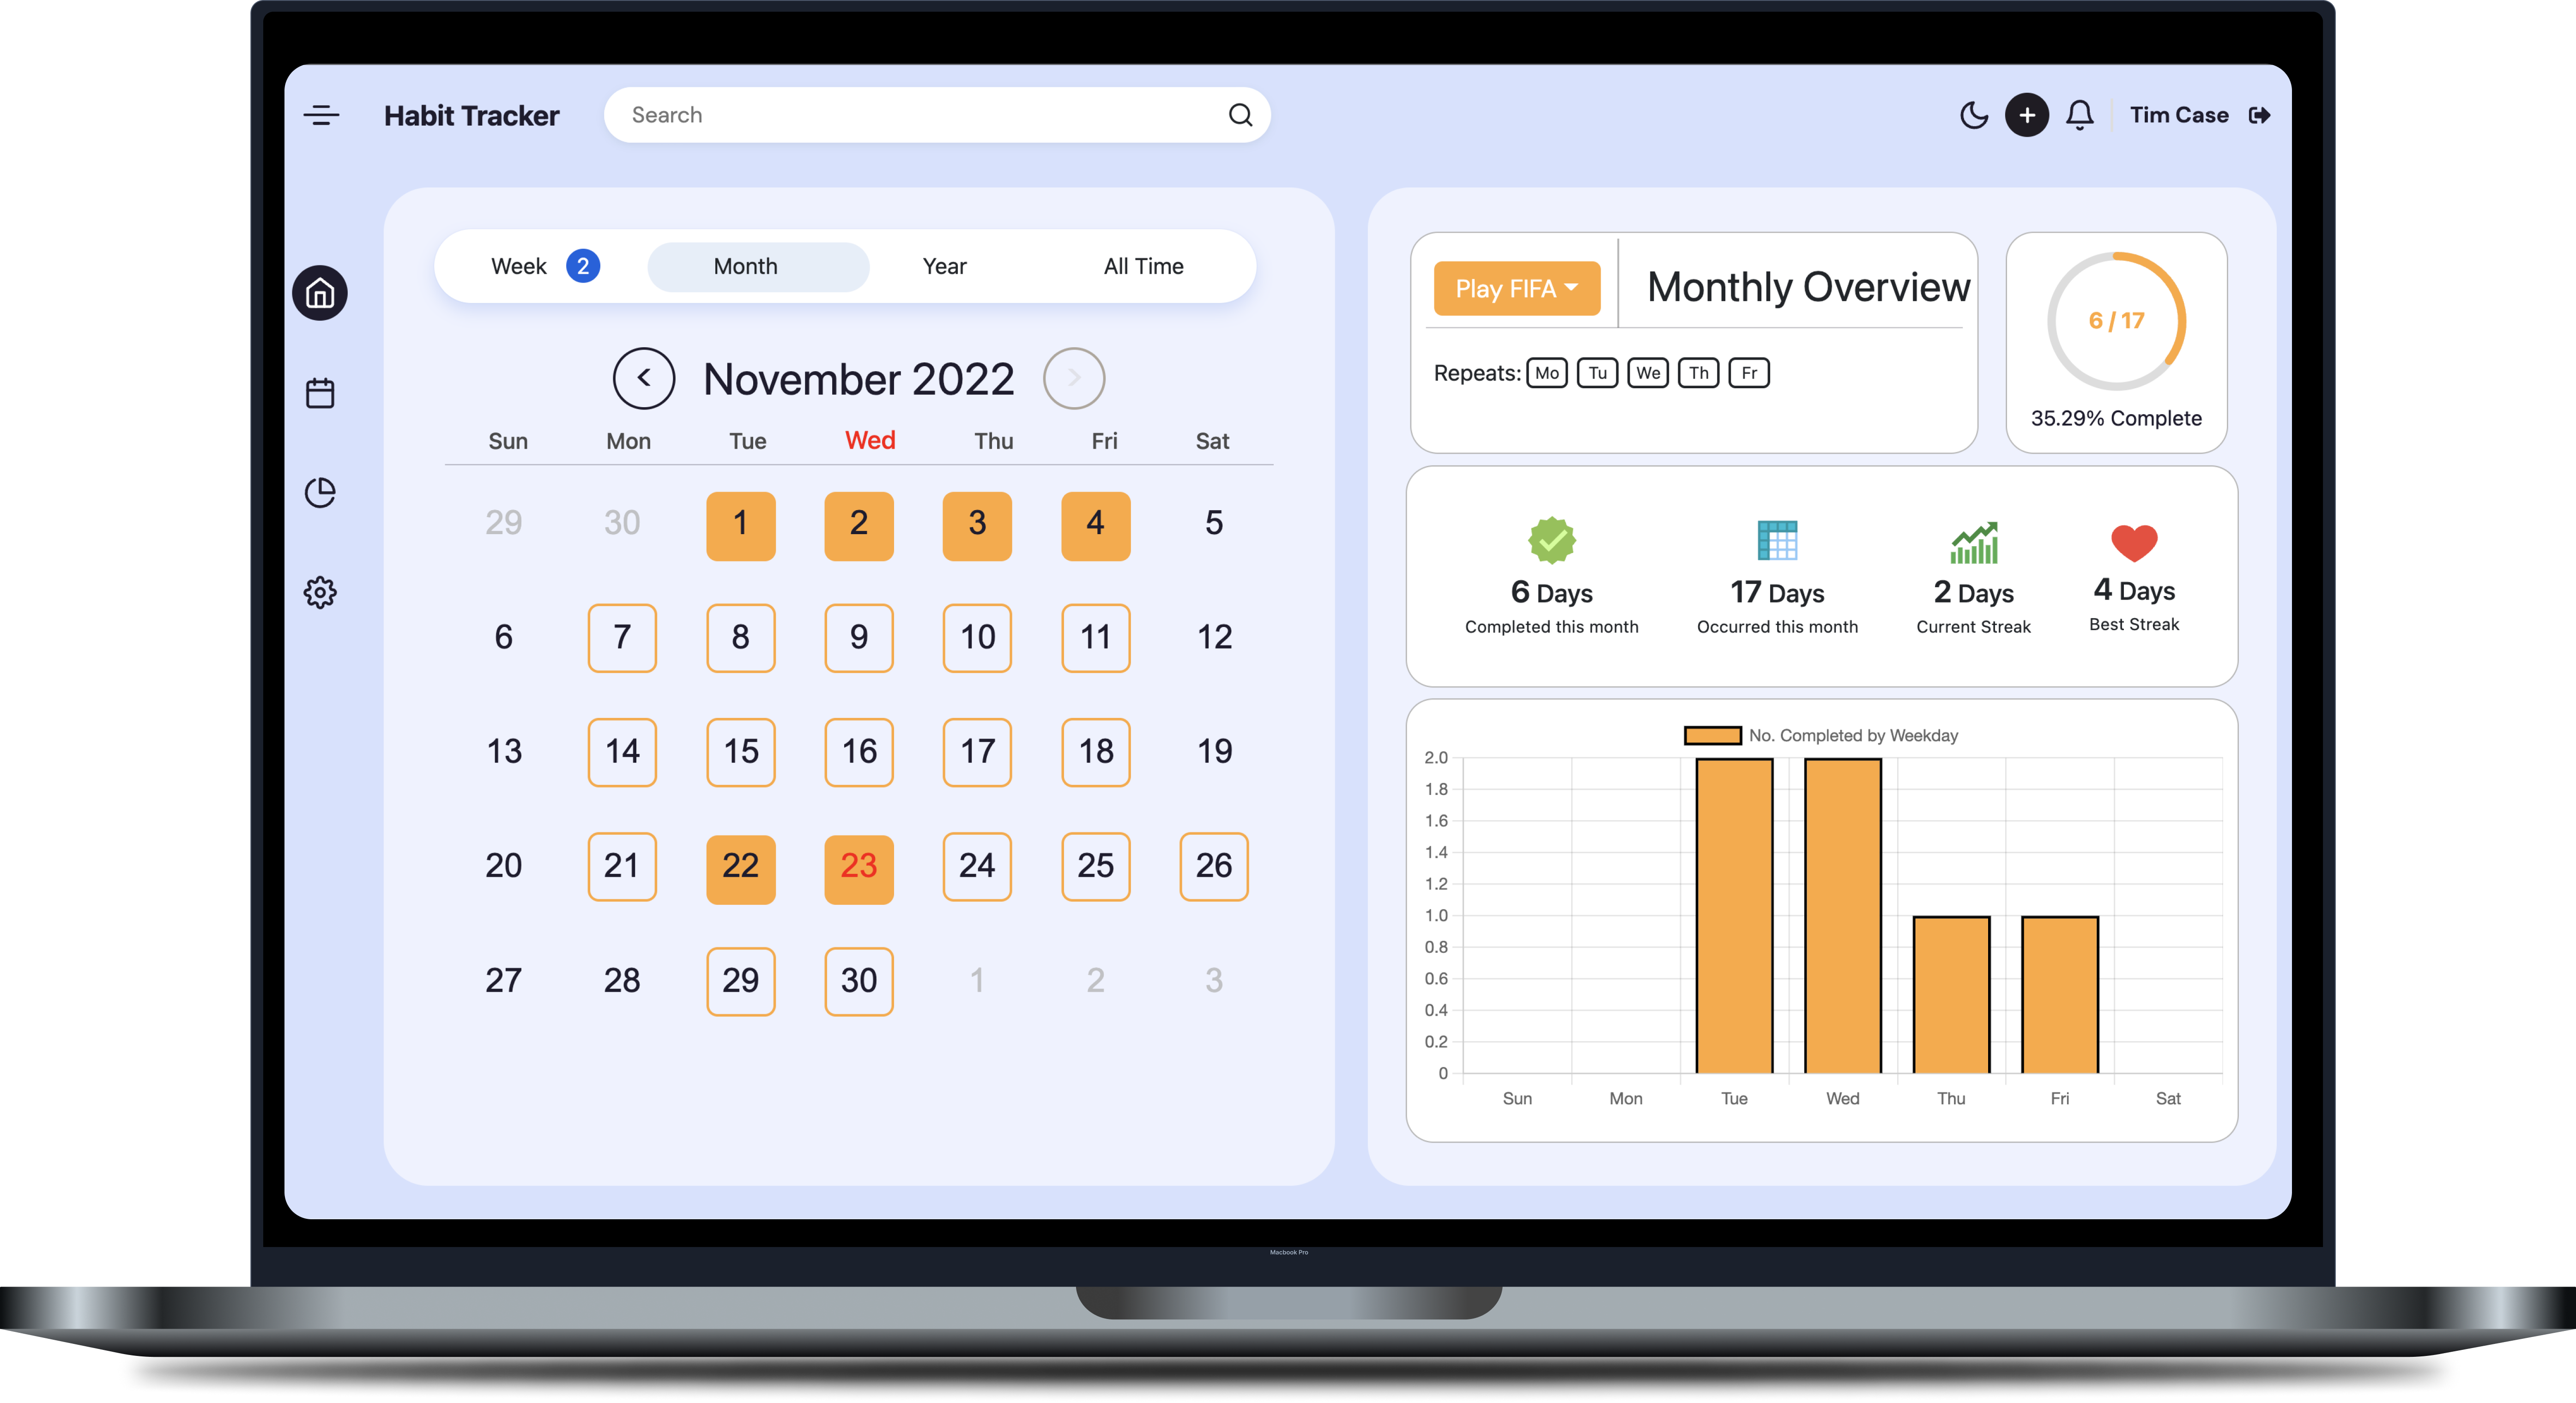 Habit Tracker
Search
+
Tim Case
Week 2 Month Year All Time
November 2022
Sun Mon Tue Wed Thu Fri Sat
29 30 1 2 3 4 5
6 7 8 9 10 11 12
13 14 15 16 17 18 19
20 21 22 23 24 25 26
27 28 29 30 1 2 3
Play FIFA
Monthly Overview
Repeats: Mo Tu We Th Fr
6 / 17
35.29% Complete
6 Days
Completed this month
17 Days
Occurred this month
2 Days
Current Streak
4 Days
Best Streak
No. Completed by Weekday
2.0
1.8
1.6
1.4
1.2
1.0
0.8
0.6
0.4
0.2
0
Sun Mon Tue Wed Thu Fri Sat
Macbook Pro